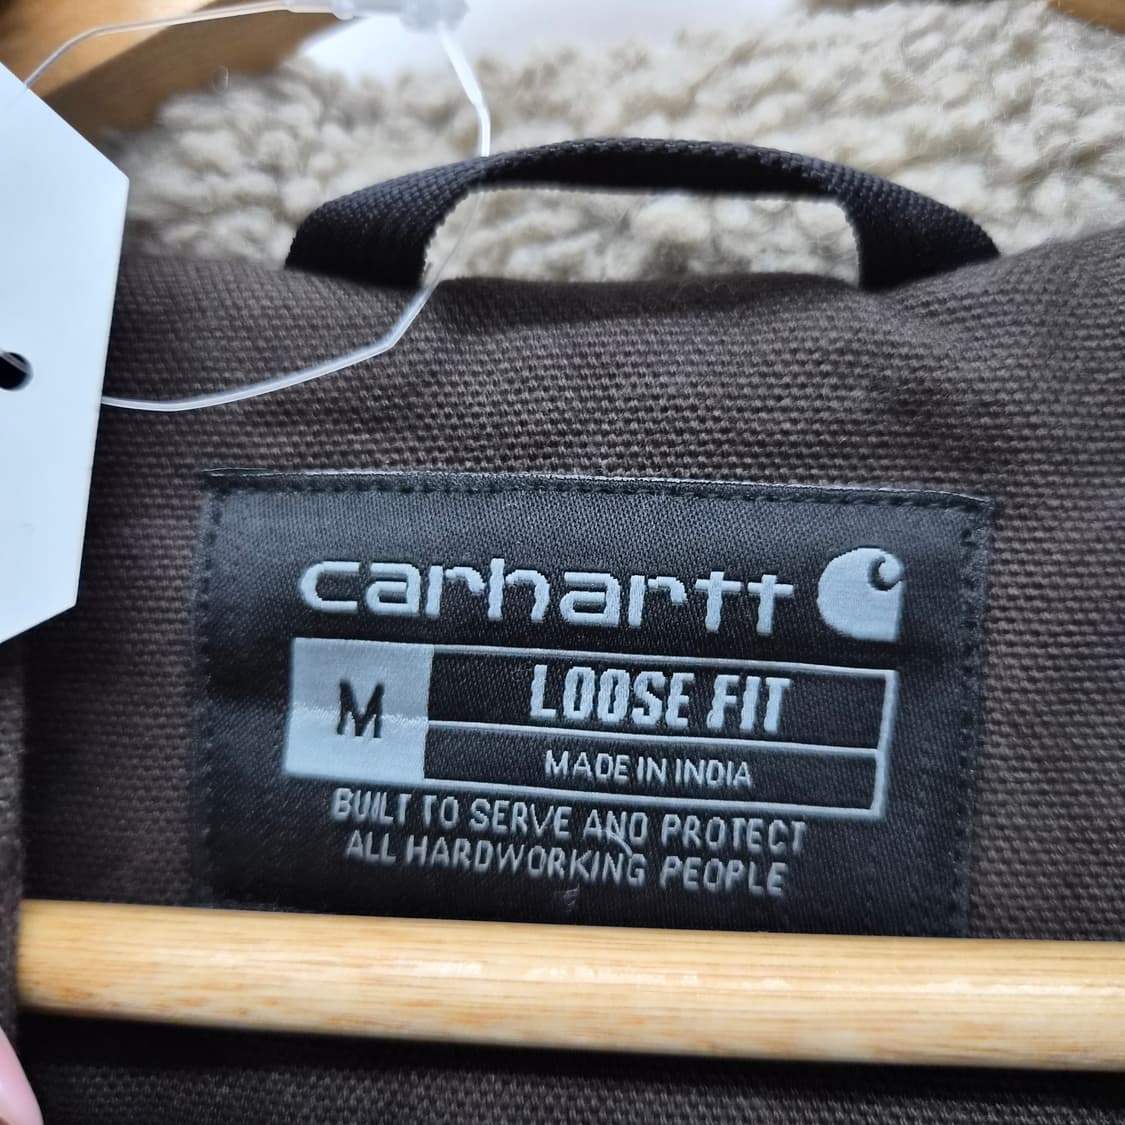 carhartt
M LOOSE FIT
MADE IN INDIA
BUILT TO SERVE AND PROTECT
ALL HARDWORKING PEOPLE